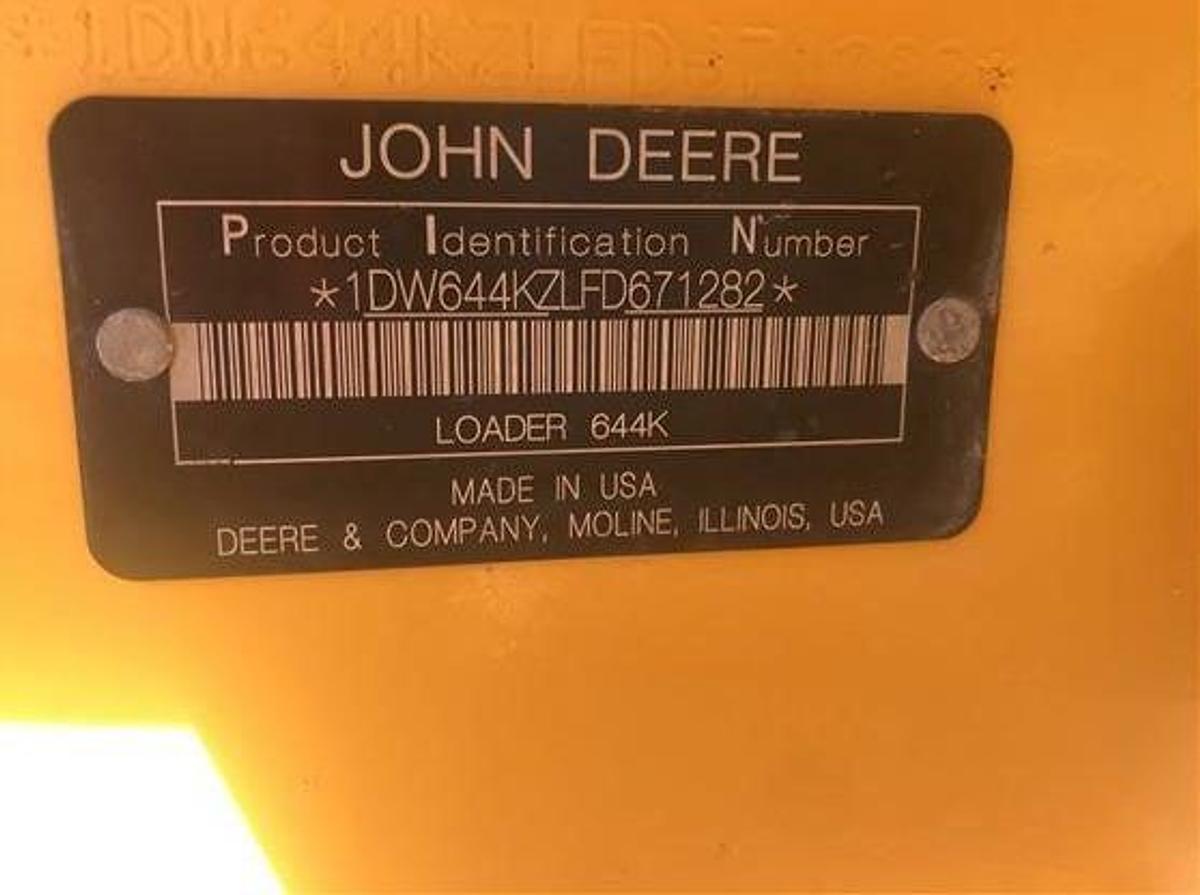 JOHN DEERE
Product Identification Number
*1DW644KZLFD671282*
LOADER 644K
MADE IN USA
DEERE & COMPANY, MOLINE, ILLINOIS, USA